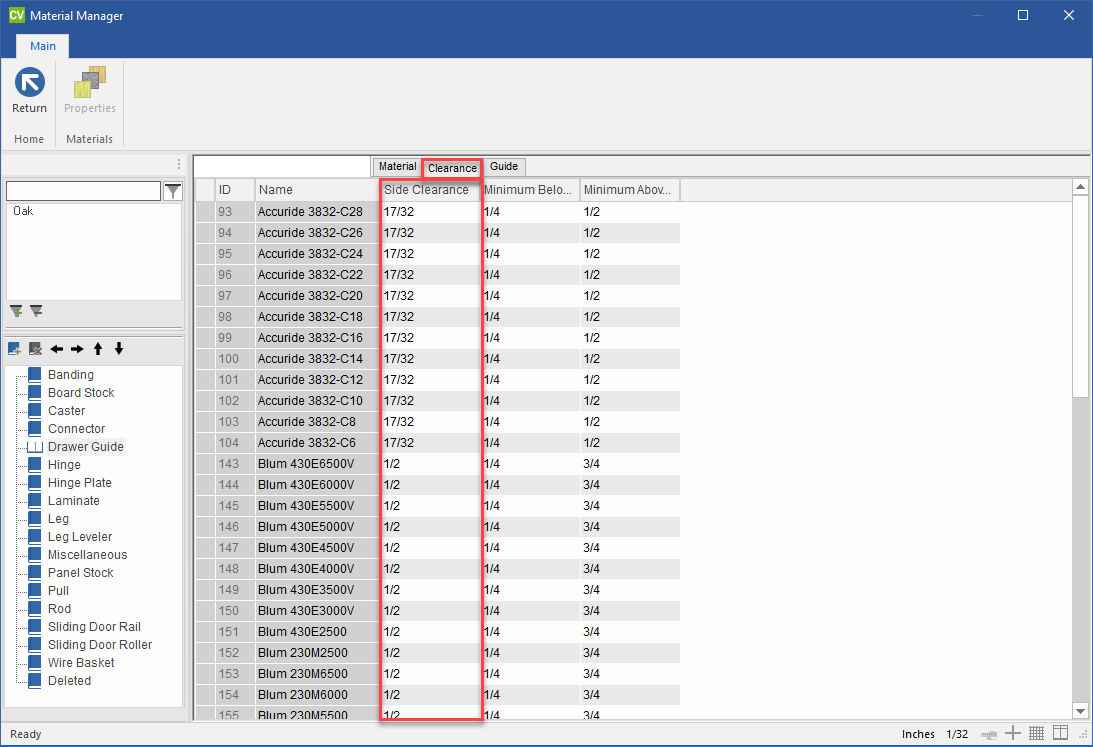 CV Material Manager
Main
Return Properties
Home Materials
Material Clearance Guide
Oak
ID Name Side Clearance Minimum Belo... Minimum Abov...
93 Accuride 3832-C28 17/32 1/4 1/2
94 Accuride 3832-C26 17/32 1/4 1/2
95 Accuride 3832-C24 17/32 1/4 1/2
96 Accuride 3832-C22 17/32 1/4 1/2
97 Accuride 3832-C20 17/32 1/4 1/2
98 Accuride 3832-C18 17/32 1/4 1/2
99 Accuride 3832-C16 17/32 1/4 1/2
100 Accuride 3832-C14 17/32 1/4 1/2
101 Accuride 3832-C12 17/32 1/4 1/2
102 Accuride 3832-C10 17/32 1/4 1/2
103 Accuride 3832-C8 17/32 1/4 1/2
104 Accuride 3832-C6 17/32 1/4 1/2
143 Blum 430E6500V 1/2 1/4 3/4
144 Blum 430E6000V 1/2 1/4 3/4
145 Blum 430E5500V 1/2 1/4 3/4
146 Blum 430E5000V 1/2 1/4 3/4
147 Blum 430E4500V 1/2 1/4 3/4
148 Blum 430E4000V 1/2 1/4 3/4
149 Blum 430E3500V 1/2 1/4 3/4
150 Blum 430E3000V 1/2 1/4 3/4
151 Blum 430E2500 1/2 1/4 3/4
152 Blum 230M2500 1/2 1/4 3/4
153 Blum 230M6500 1/2 1/4 3/4
154 Blum 230M6000 1/2 1/4 3/4
155 Blum 230M5500 1/2 1/4 3/4
Banding
Board Stock
Caster
Connector
Drawer Guide
Hinge
Hinge Plate
Laminate
Leg
Leg Leveler
Miscellaneous
Panel Stock
Pull
Rod
Sliding Door Rail
Sliding Door Roller
Wire Basket
Deleted
Ready Inches 1/32